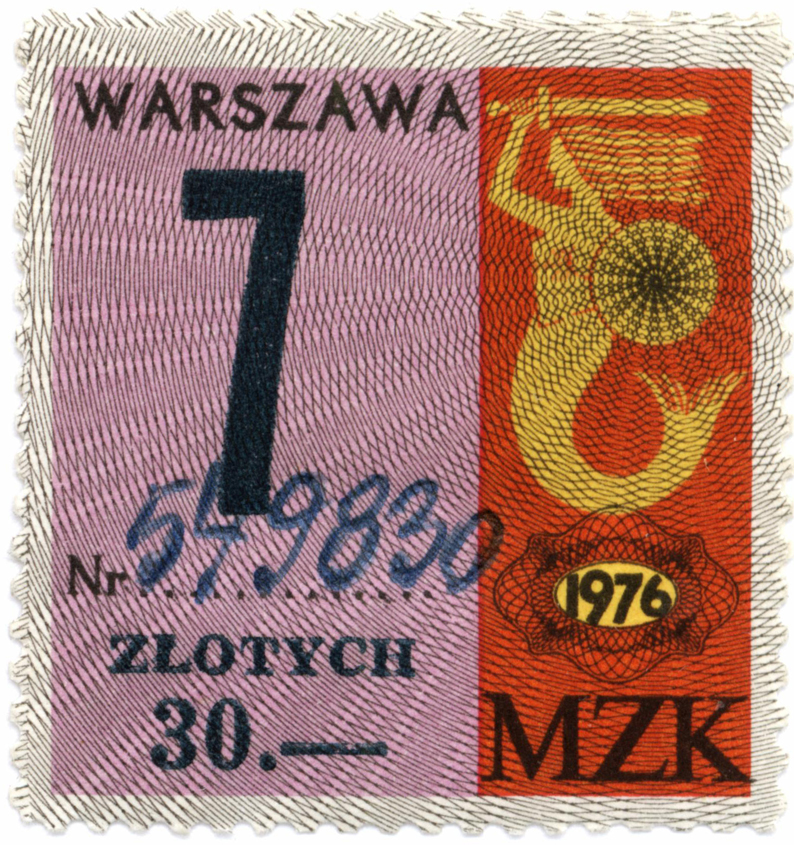 WARSZAWA
7
Nr 549830
ZŁOTYCH
30.—
1976
MZK